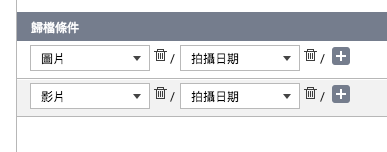 歸檔條件
圖片 / 拍攝日期 / +
影片 / 拍攝日期 / +